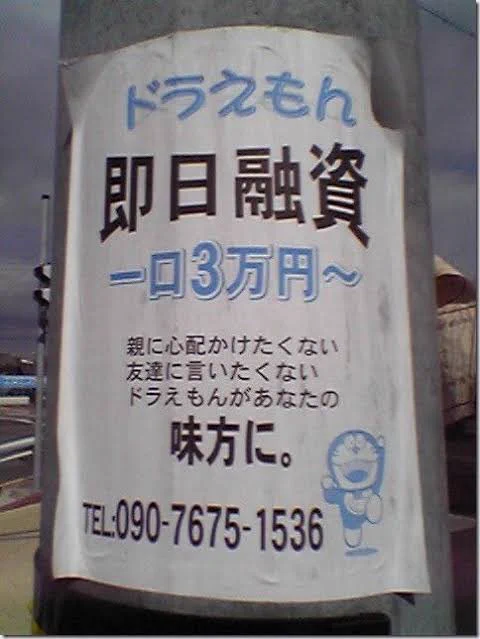 ドラえもん
即日融資
一口3万円～
親に心配かけたくない
友達に言いたくない
ドラえもんがあなたの
味方に。
TEL:090-7675-1536